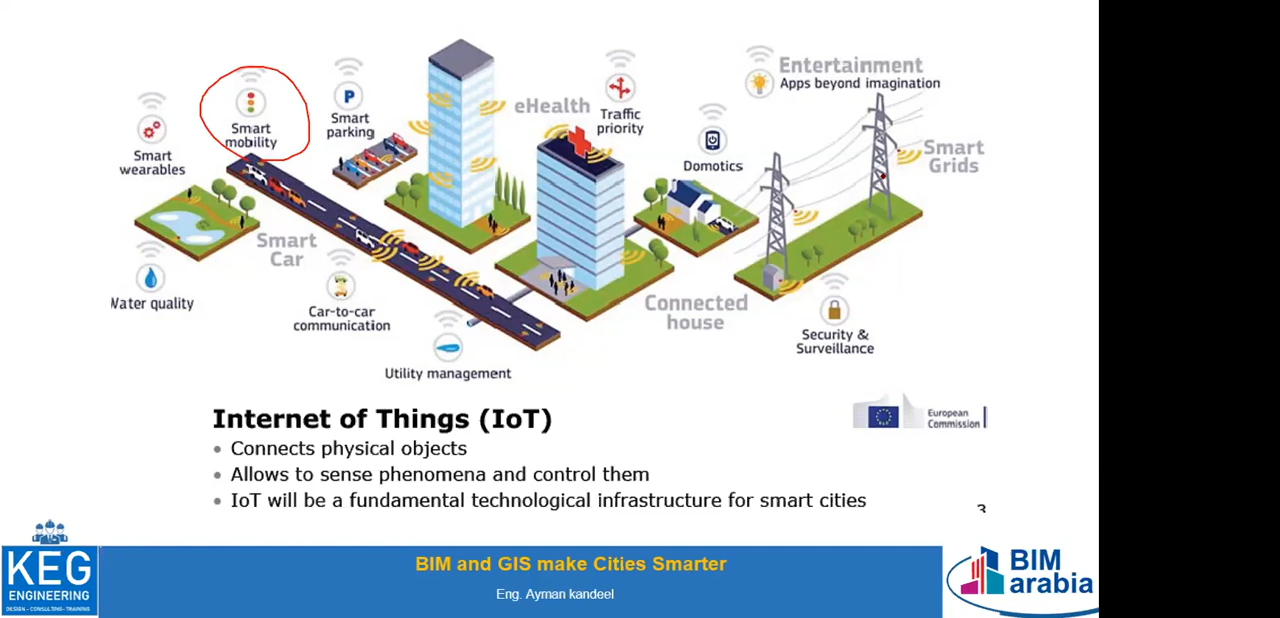 Entertainment
Apps beyond imagination
eHealth
Traffic
priority
Smart
mobility
Smart
parking
P
Smart
wearables
Domotics
Smart
Grids
Smart
Car
Water quality
Car-to-car
communication
Connected
house
Security &
Surveillance
Utility management
Internet of Things (IoT)
European
Commission
Connects physical objects
Allows to sense phenomena and control them
IoT will be a fundamental technological infrastructure for smart cities
3
KEG
ENGINEERING
DESIGN - CONSULTING - TRAINING
BIM and GIS make Cities Smarter
Eng. Ayman kandeel
BIM
arabia